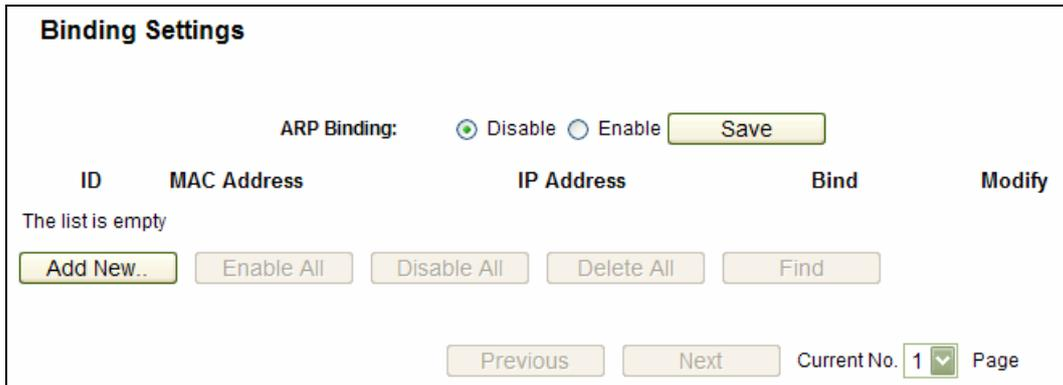 Binding Settings
ARP Binding: Disable Enable Save
ID MAC Address IP Address Bind Modify
The list is empty
Add New.. Enable All Disable All Delete All Find
Previous Next Current No. 1 Page